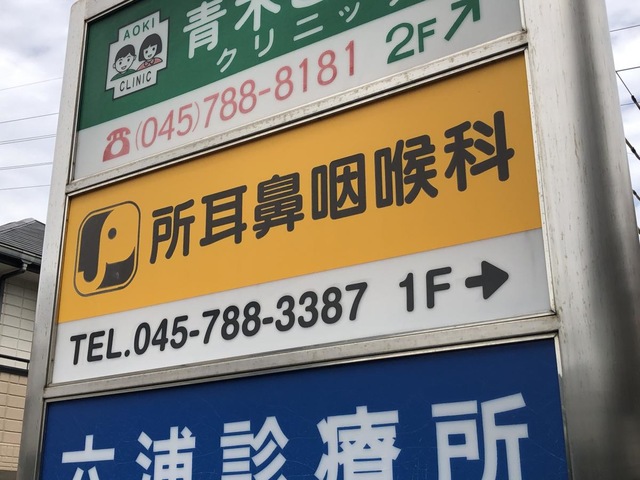 AOKI
CLINIC
青木
クリニック
☎(045)788-8181 2F↗
所耳鼻咽喉科
TEL.045-788-3387 1F→
六浦診療所